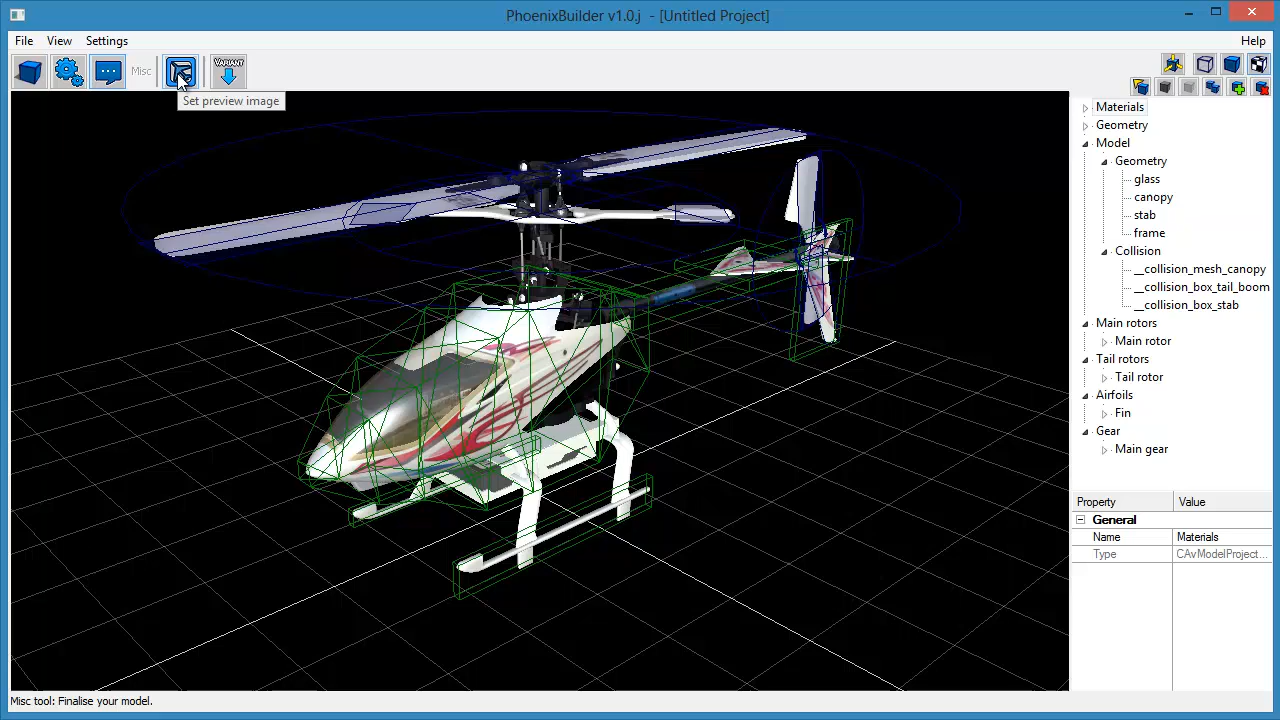 PhoenixBuilder v1.0.j - [Untitled Project]
File View Settings Help
Misc
VARIANT
Set preview image
Materials
Geometry
Model
Geometry
glass
canopy
stab
frame
Collision
__collision_mesh_canopy
__collision_box_tail_boom
__collision_box_stab
Main rotors
Main rotor
Tail rotors
Tail rotor
Airfoils
Fin
Gear
Main gear
Property Value
General
Name Materials
Type CAvModelProject...
Misc tool: Finalise your model.